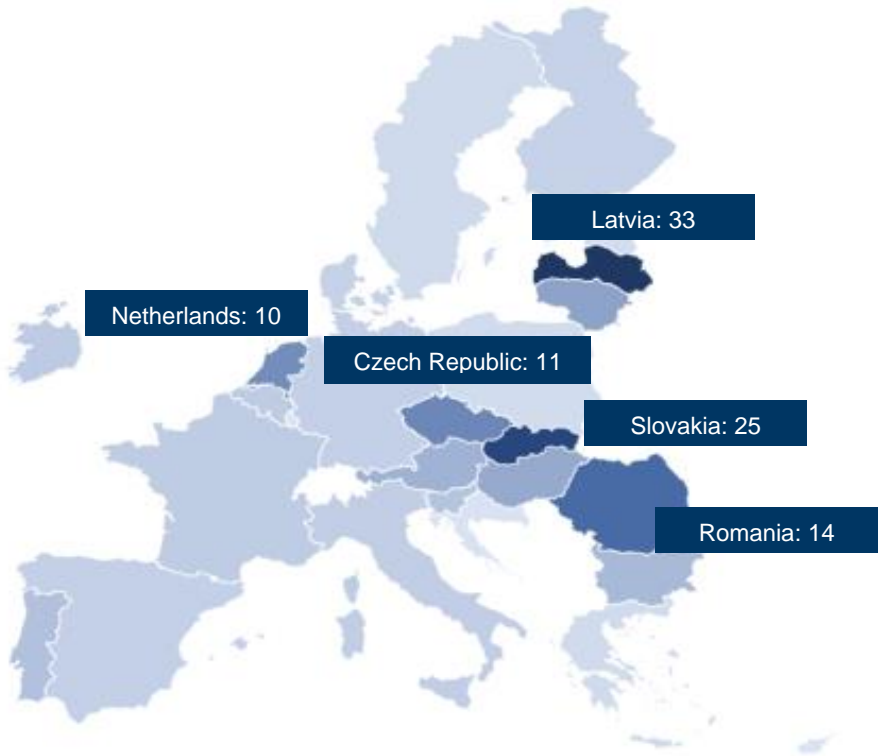 Latvia: 33
Netherlands: 10
Czech Republic: 11
Slovakia: 25
Romania: 14